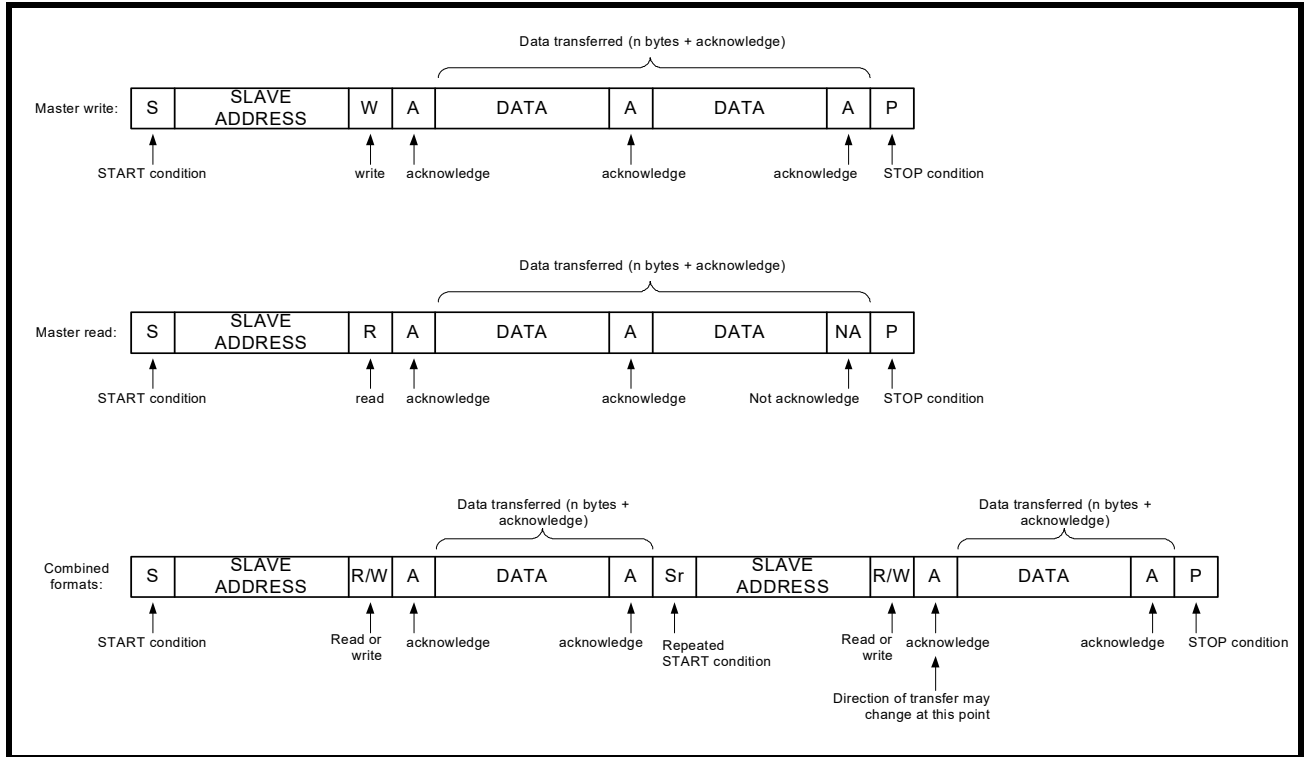 Data transferred (n bytes + acknowledge)
Master write:
S
SLAVE
ADDRESS
W
A
DATA
A
DATA
A
P
START condition
write
acknowledge
acknowledge
acknowledge
STOP condition
Data transferred (n bytes + acknowledge)
Master read:
S
SLAVE
ADDRESS
R
A
DATA
A
DATA
NA
P
START condition
read
acknowledge
acknowledge
Not acknowledge
STOP condition
Data transferred (n bytes +
acknowledge)
Data transferred (n bytes +
acknowledge)
Combined
formats:
S
SLAVE
ADDRESS
R/W
A
DATA
A
Sr
SLAVE
ADDRESS
R/W
A
DATA
A
P
START condition
Read or
write
acknowledge
acknowledge
Repeated
START condition
Read or
write
acknowledge
acknowledge
STOP condition
Direction of transfer may
change at this point